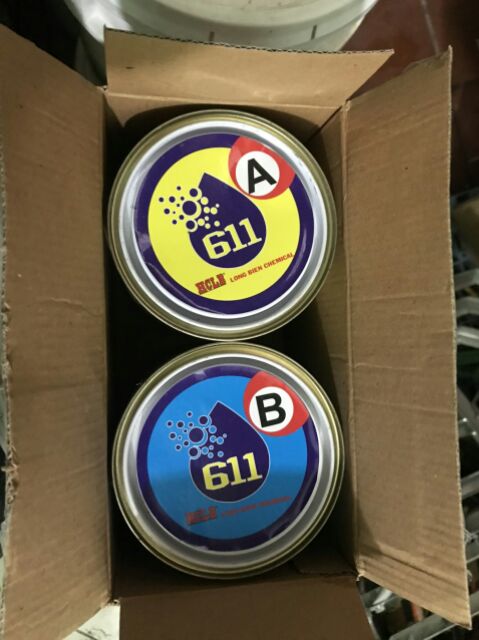 A
611
HCLB LONG BIEN CHEMICAL
B
611
HCLB